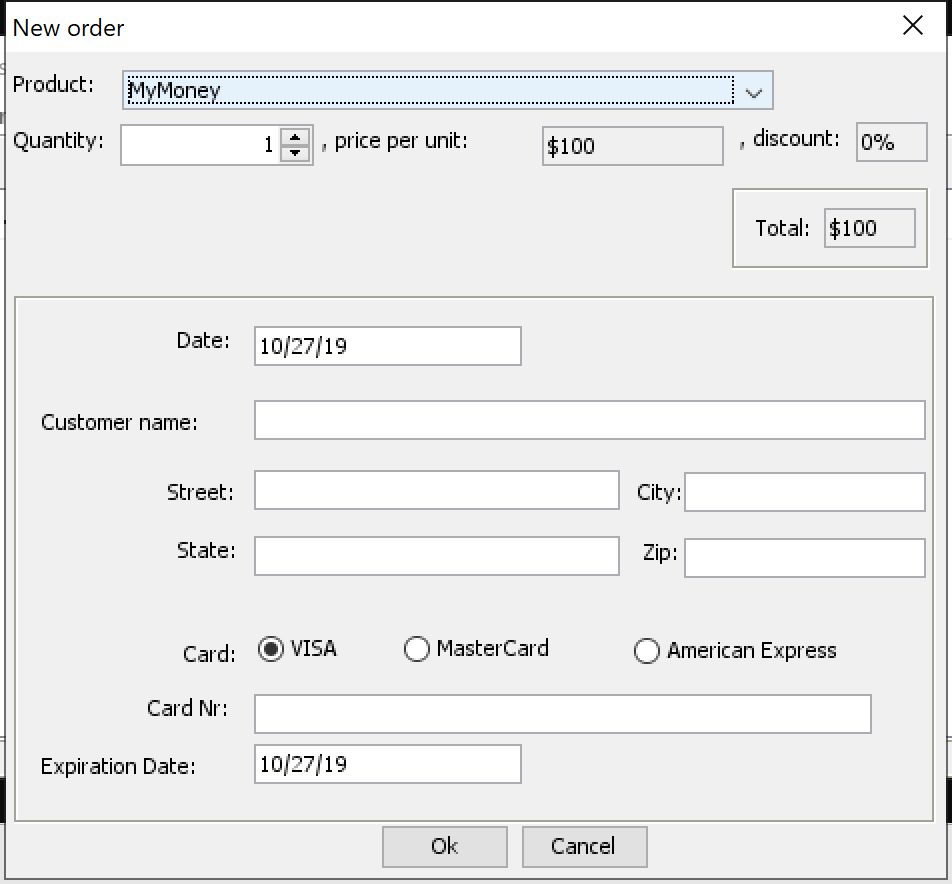 New order
Product: MyMoney
Quantity: 1 , price per unit: $100 , discount: 0%
Total: $100
Date: 10/27/19
Customer name:
Street: City:
State: Zip:
Card: VISA MasterCard American Express
Card Nr:
Expiration Date: 10/27/19
Ok Cancel